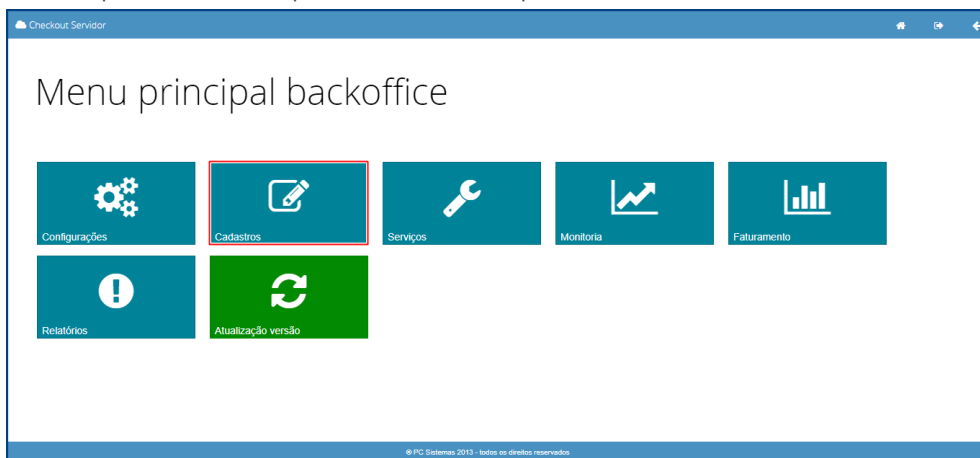 Checkout Servidor
Menu principal backoffice
Configurações
Cadastros
Serviços
Monitoria
Faturamento
Relatórios
Atualização versão
® PC Sistemas 2013 - todos os direitos reservados